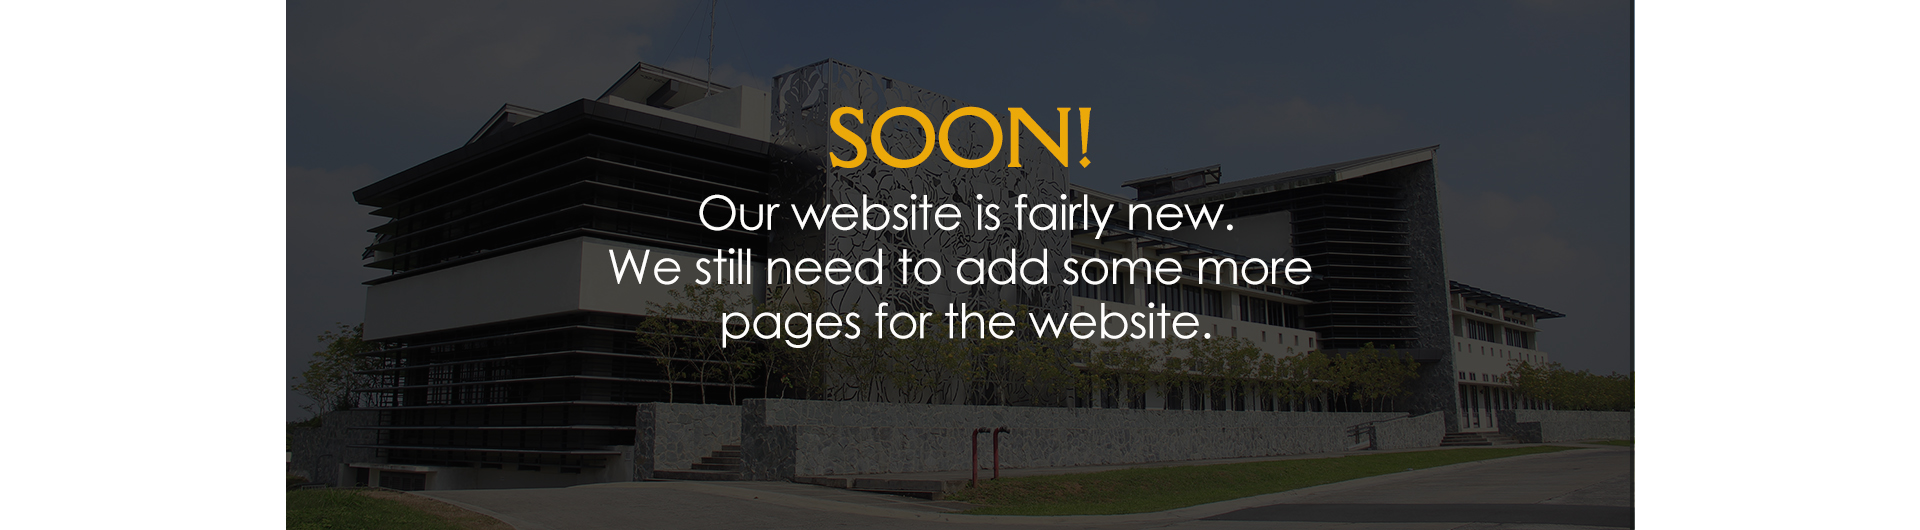 SOON!
Our website is fairly new.
We still need to add some more
pages for the website.